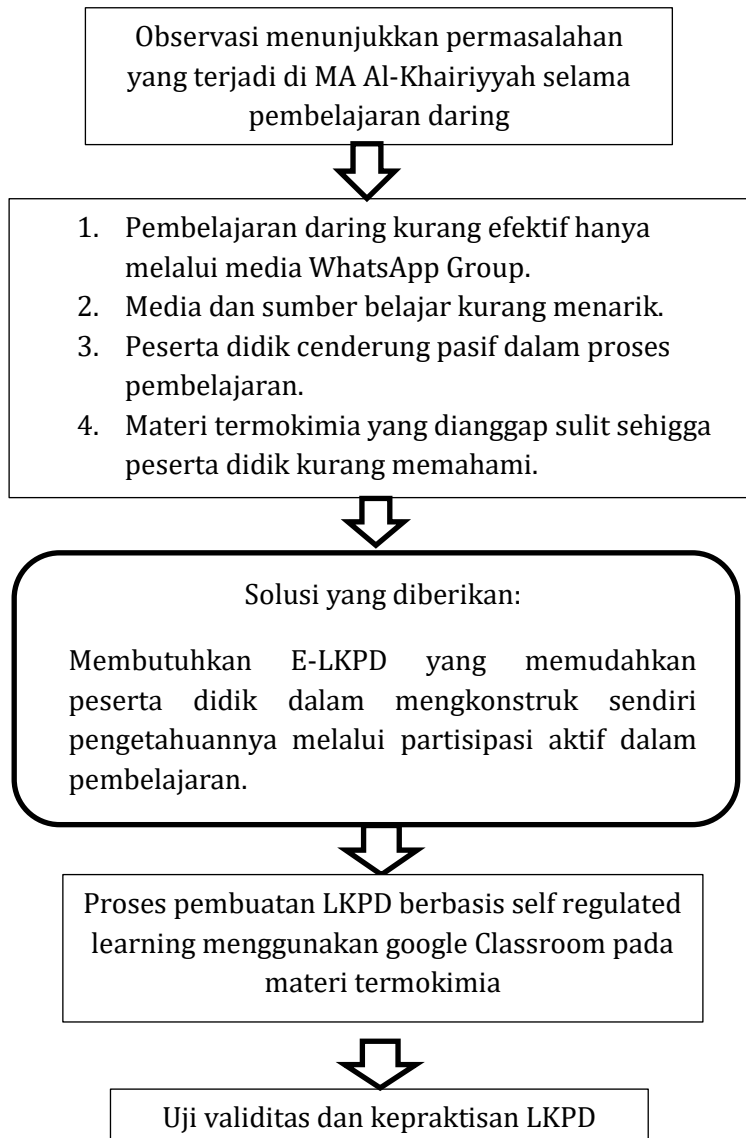 Observasi menunjukkan permasalahan
yang terjadi di MA Al-Khairiyyah selama
pembelajaran daring
1. Pembelajaran daring kurang efektif hanya
melalui media WhatsApp Group.
2. Media dan sumber belajar kurang menarik.
3. Peserta didik cenderung pasif dalam proses
pembelajaran.
4. Materi termokimia yang dianggap sulit sehigga
peserta didik kurang memahami.
Solusi yang diberikan:
Membutuhkan E-LKPD yang memudahkan
peserta didik dalam mengkonstruk sendiri
pengetahuannya melalui partisipasi aktif dalam
pembelajaran.
Proses pembuatan LKPD berbasis self regulated
learning menggunakan google Classroom pada
materi termokimia
Uji validitas dan kepraktisan LKPD